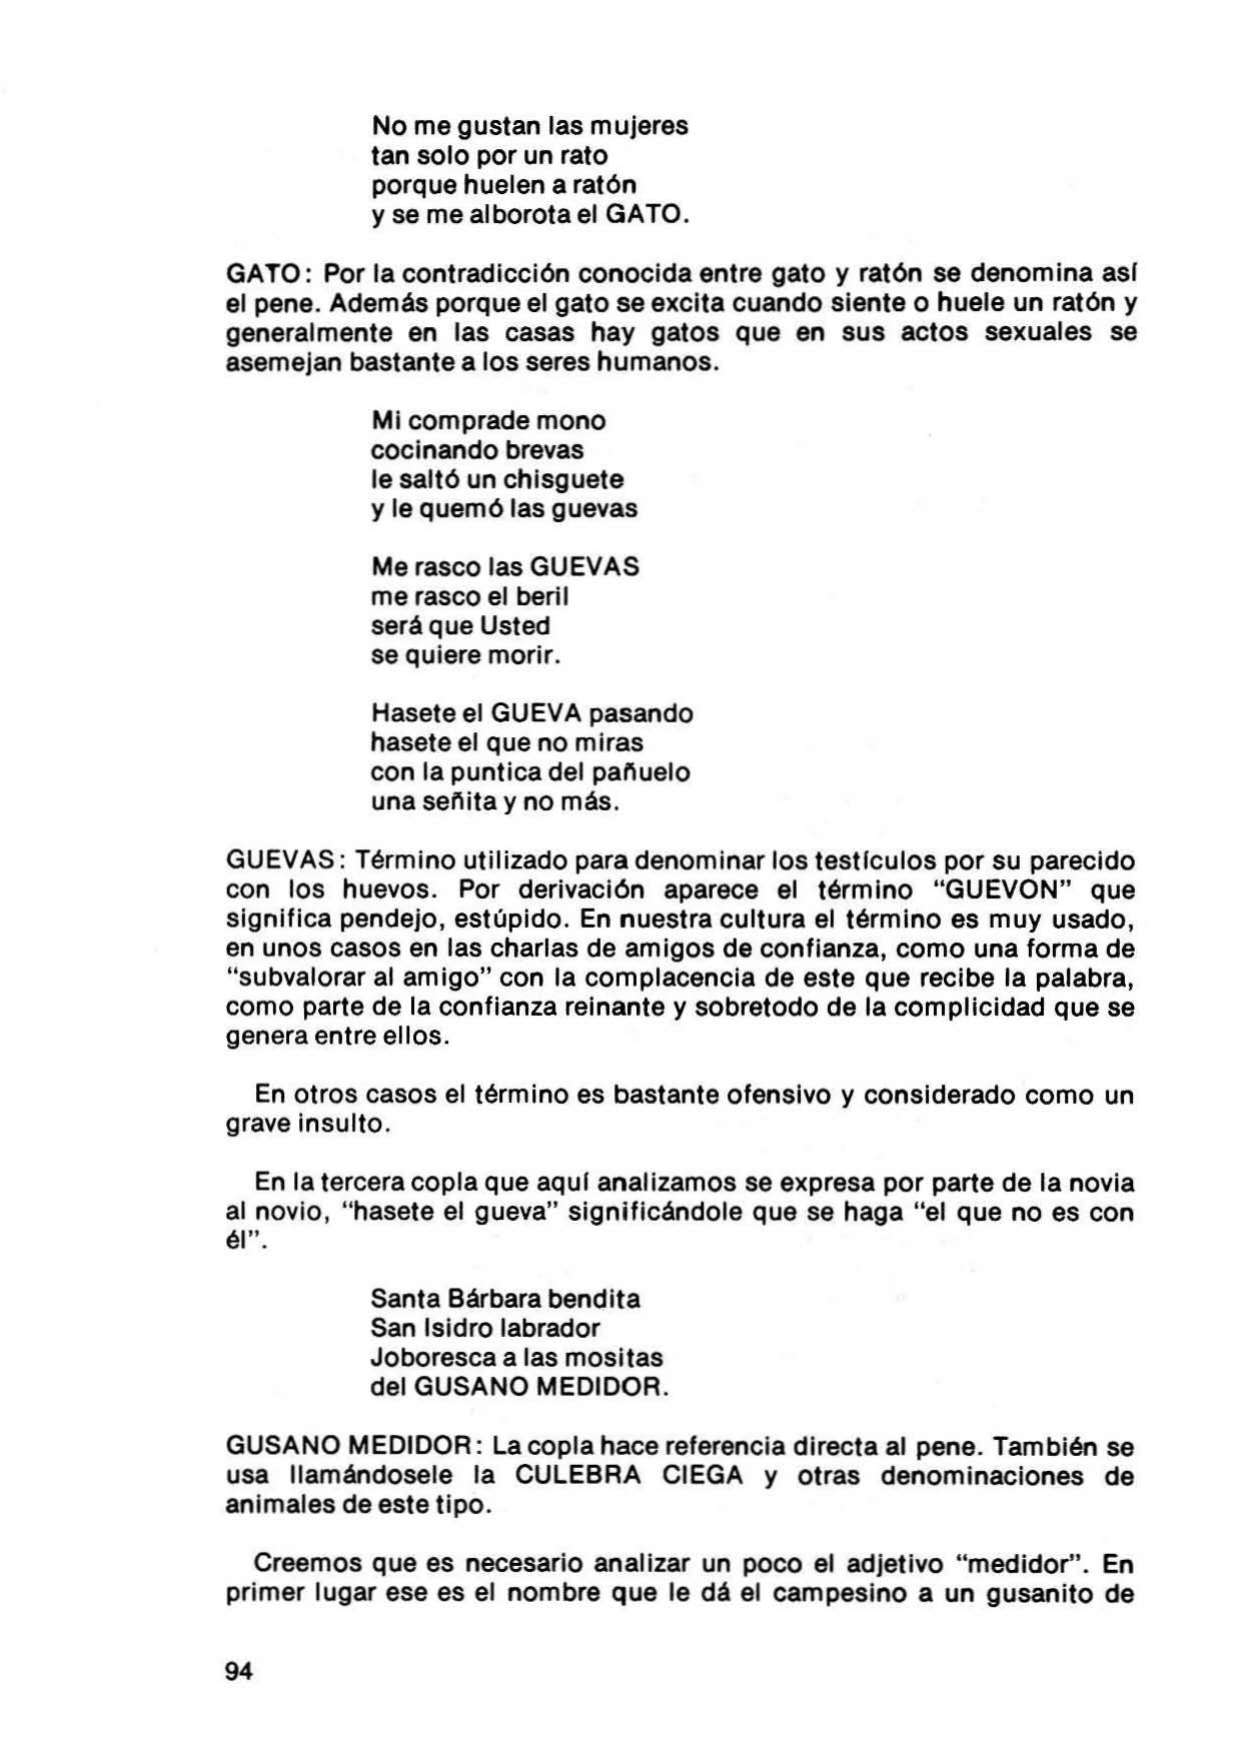 No me gustan las mujeres
tan solo por un rato
porque huelen a ratón
y se me alborota el GATO.
GATO: Por la contradicción conocida entre gato y ratón se denomina así
el pene. Además porque el gato se excita cuando siente o huele un ratón y
generalmente en las casas hay gatos que en sus actos sexuales se
asemejan bastante a los seres humanos.
Mi comprade mono
cocinando brevas
le saltó un chisguete
y le quemó las guevas
Me rasco las GUEVAS
me rasco el beril
será que Usted
se quiere morir.
Hasete el GUEVA pasando
hasete el que no miras
con la puntica del pañuelo
una señita y no más.
GUEVAS: Término utilizado para denominar los testículos por su parecido
con los huevos. Por derivación aparece el término “GUEVON” que
significa pendejo, estúpido. En nuestra cultura el término es muy usado,
en unos casos en las charlas de amigos de confianza, como una forma de
“subvalorar al amigo” con la complacencia de este que recibe la palabra,
como parte de la confianza reinante y sobretodo de la complicidad que se
genera entre ellos.
En otros casos el término es bastante ofensivo y considerado como un
grave insulto.
En la tercera copla que aquí analizamos se expresa por parte de la novia
al novio, “hasete el gueva” significándole que se haga “el que no es con
él”.
Santa Bárbara bendita
San Isidro labrador
Joboresca a las mositas
del GUSANO MEDIDOR.
GUSANO MEDIDOR: La copla hace referencia directa al pene. También se
usa llamándosele la CULEBRA CIEGA y otras denominaciones de
animales de este tipo.
Creemos que es necesario analizar un poco el adjetivo “medidor”. En
primer lugar ese es el nombre que le dá el campesino a un gusanito de
94